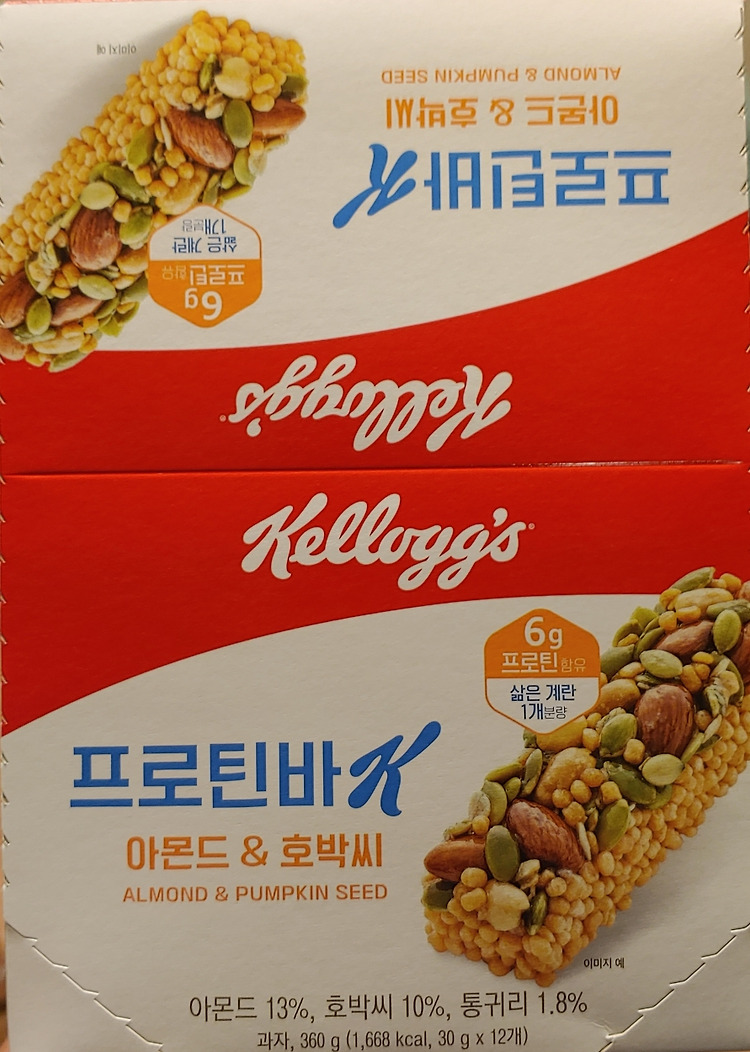 이미지 예
ALMOND & PUMPKIN SEED
아몬드 & 호박씨
프로틴바K
6g
프로틴함유
삶은 계란
1개분량
Kellogg's
Kellogg's
6g
프로틴함유
삶은 계란
1개분량
프로틴바K
아몬드 & 호박씨
ALMOND & PUMPKIN SEED
이미지 예
아몬드 13%, 호박씨 10%, 통귀리 1.8%
과자, 360 g (1,668 kcal, 30 g x 12개)